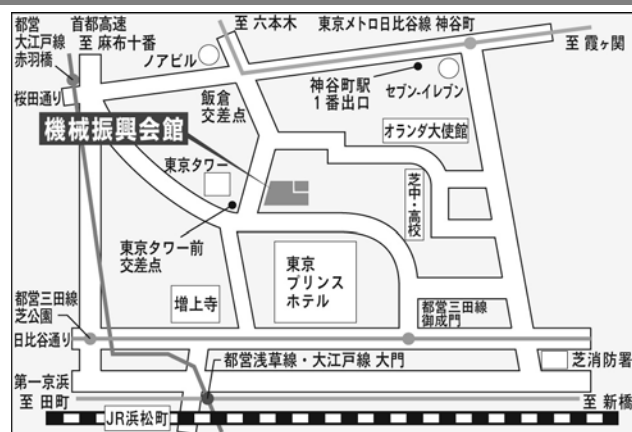 都営
大江戸線
赤羽橋
首都高速
至 麻布十番
至 六本木
東京メトロ日比谷線 神谷町
至 霞ヶ関
ノアビル
桜田通り
飯倉
交差点
神谷町駅
1番出口
セブン-イレブン
オランダ大使館
機械振興会館
東京タワー
芝中・高校
東京タワー前
交差点
東京
プリンス
ホテル
増上寺
都営三田線
芝公園
都営三田線
御成門
日比谷通り
都営浅草線・大江戸線 大門
芝消防署
第一京浜
至 田町
至 新橋
JR浜松町